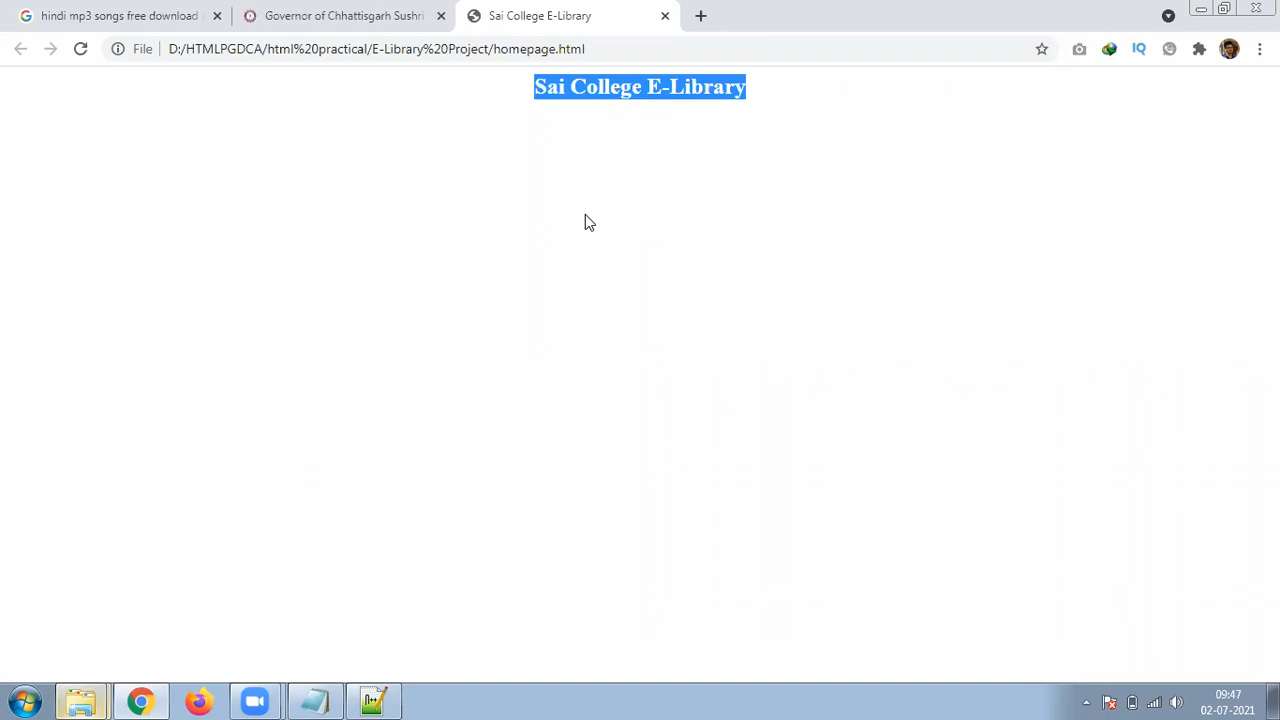 hindi mp3 songs free download
Governor of Chhattisgarh Sushri
Sai College E-Library
File
D:/HTMLPGDCA/html%20practical/E-Library%20Project/homepage.html
IQ
Sai College E-Library
09:47
02-07-2021